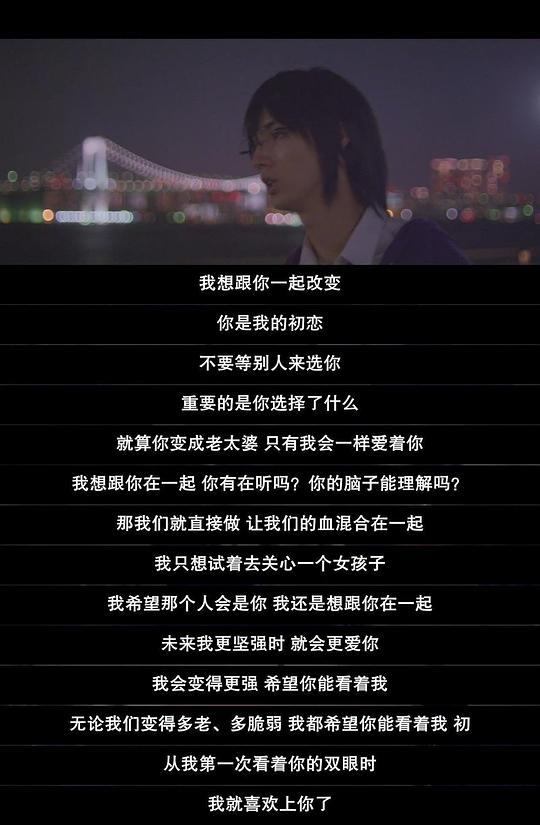 我想跟你一起改变
你是我的初恋
不要等别人来选你
重要的是你选择了什么
就算你变成老太婆 只有我会一样爱着你
我想跟你在一起 你有在听吗？你的脑子能理解吗？
那我们就直接做 让我们的血混合在一起
我只想试着去关心一个女孩子
我希望那个人会是你 我还是想跟你在一起
未来我更坚强时 就会更爱你
我会变得更强 希望你能看着我
无论我们变得多老、多脆弱 我都希望你能看着我 初
从我第一次看着你的双眼时
我就喜欢上你了